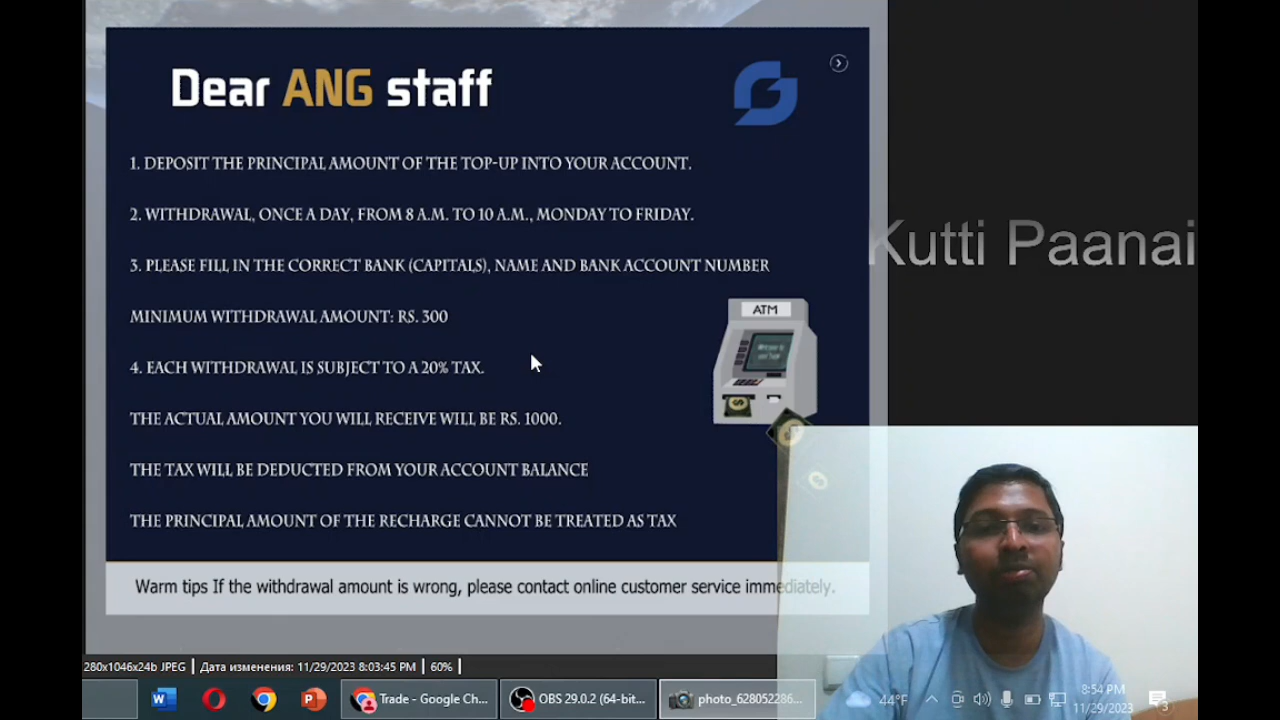 Dear ANG staff
1. DEPOSIT THE PRINCIPAL AMOUNT OF THE TOP-UP INTO YOUR ACCOUNT.
2. WITHDRAWAL, ONCE A DAY, FROM 8 A.M. TO 10 A.M., MONDAY TO FRIDAY.
Kutti Paanai
3. PLEASE FILL IN THE CORRECT BANK (CAPITALS), NAME AND BANK ACCOUNT NUMBER
MINIMUM WITHDRAWAL AMOUNT: RS. 300
ATM
4. EACH WITHDRAWAL IS SUBJECT TO A 20% TAX.
THE ACTUAL AMOUNT YOU WILL RECEIVE WILL BE RS. 1000.
THE TAX WILL BE DEDUCTED FROM YOUR ACCOUNT BALANCE
THE PRINCIPAL AMOUNT OF THE RECHARGE CANNOT BE TREATED AS TAX
Warm tips If the withdrawal amount is wrong, please contact online customer service immediately.
280x1046x24b JPEG Дата изменения: 11/29/2023 8:03:45 PM 60%
Trade - Google Ch... OBS 29.0.2 (64-bit... photo_628052286... 44°F 8:54 PM
11/29/2023 3